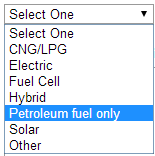 Select One
Select One
CNG/LPG
Electric
Fuel Cell
Hybrid
Petroleum fuel only
Solar
Other